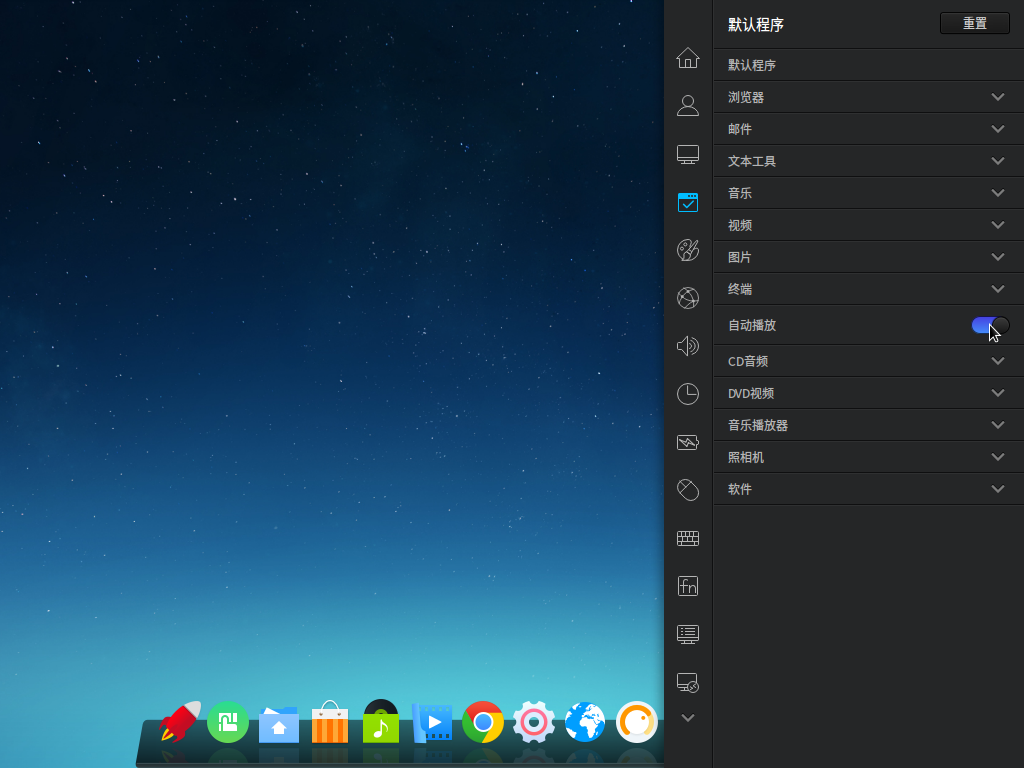 默认程序
重置
默认程序
浏览器
邮件
文本工具
音乐
视频
图片
终端
自动播放
CD音频
DVD视频
音乐播放器
照相机
软件
fn